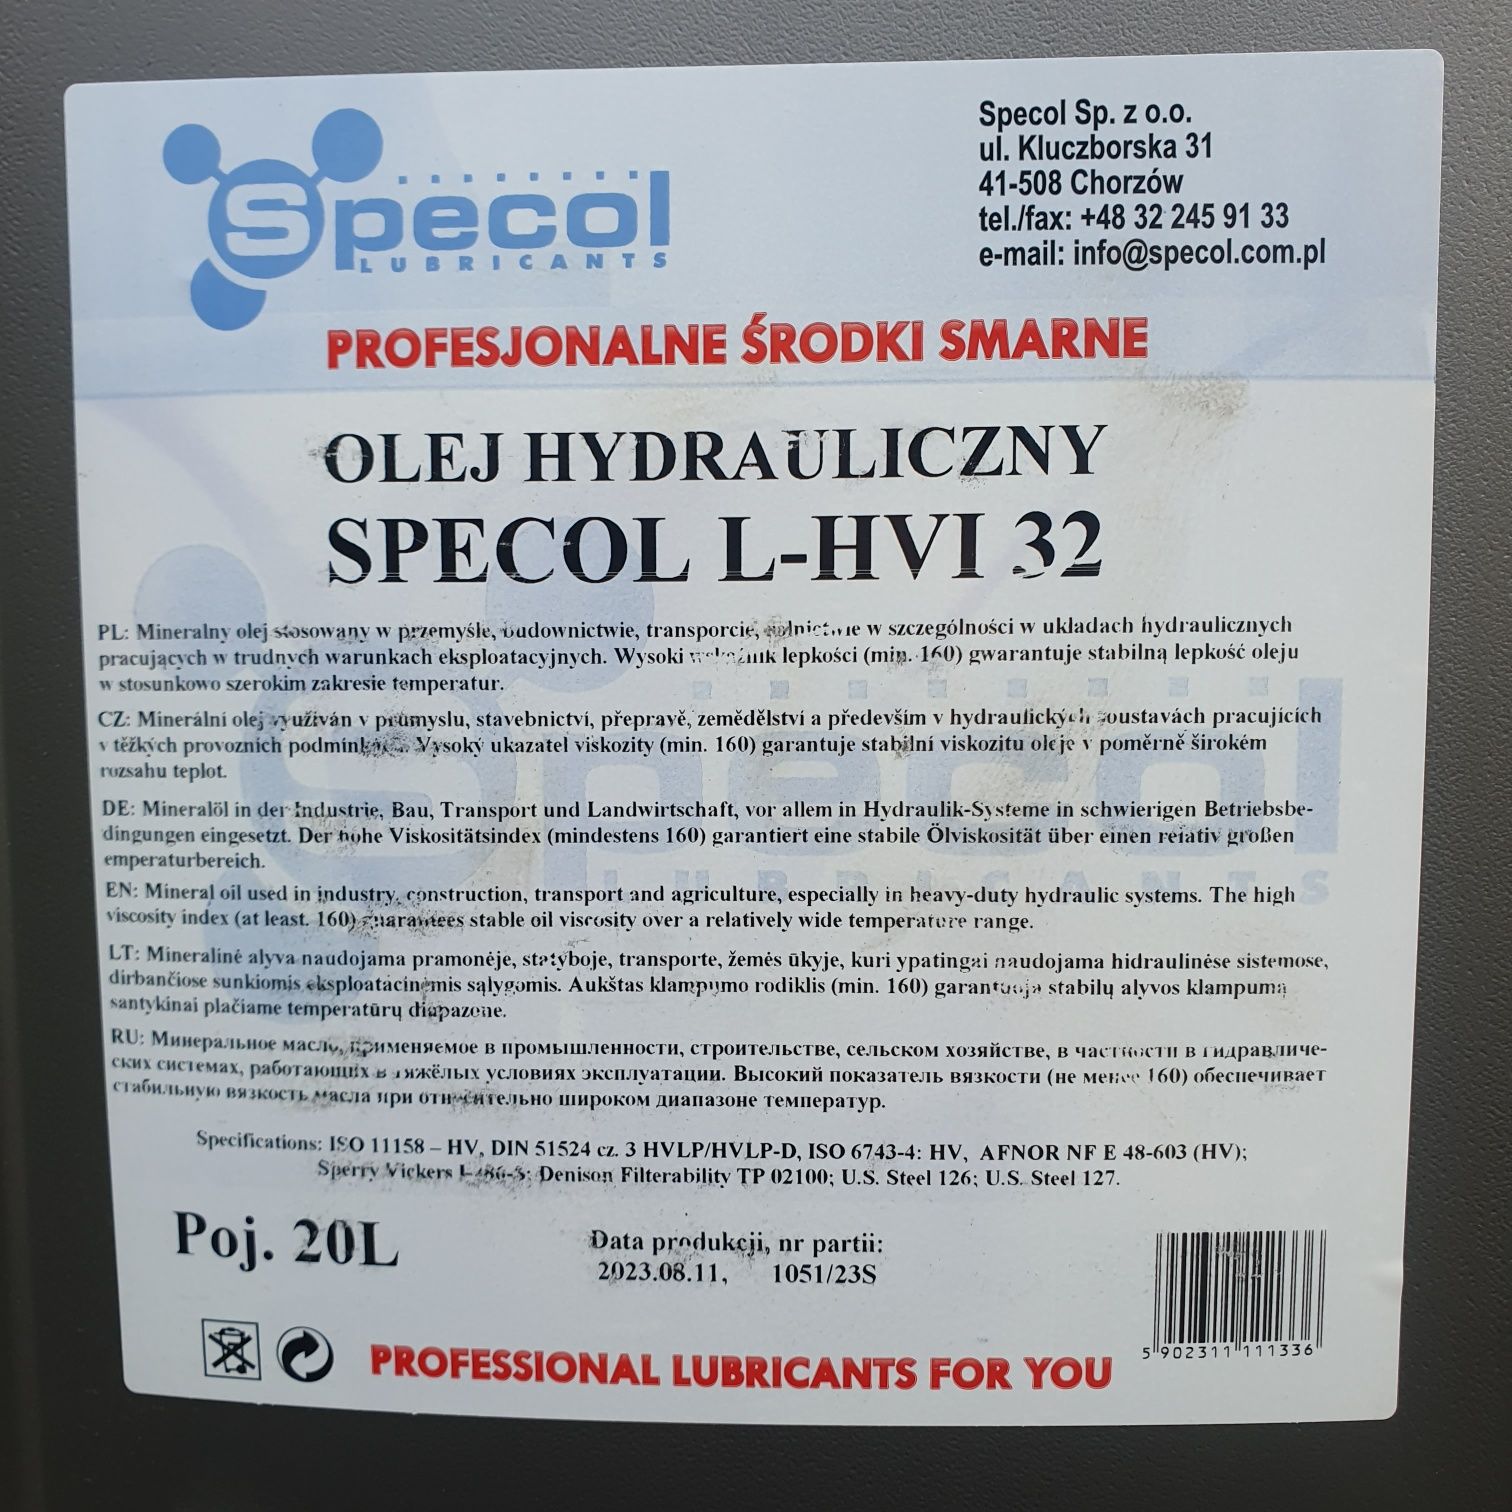 Specol
LUBRICANTS
Specol Sp. z o.o.
ul. Kluczborska 31
41-508 Chorzów
tel./fax: +48 32 245 91 33
e-mail: info@specol.com.pl
PROFESJONALNE ŚRODKI SMARNE
OLEJ HYDRAULICZNY
SPECOL L-HVI 32
PL: Mineralny olej stosowany w przemyśle, budownictwie, transporcie, w szczególności w układach hydraulicznych
pracujących w trudnych warunkach eksploatacyjnych. Wysoki lepkości (min. 160) gwarantuje stabilną lepkość oleju
w stosunkowo szerokim zakresie temperatur.
CZ: Minerální olej využíván v průmyslu, stavebnictví, přepravě, zemědělství a především v hydraulických soustavách pracujících
v těžkých provozních Vysoký ukazatel viskozity (min. 160) garantuje stabilní viskozitu oleje v poměrně širokém
rozsahu teplot.
DE: Mineralöl in der Industrie, Bau, Transport und Landwirtschaft, vor allem in Hydraulik-Systeme in schwierigen Betriebsbe-
dingungen eingesetzt. Der hohe Viskositätsindex (mindestens 160) garantiert eine stabile Ölviskosität über einen relativ großen
emperaturbereich.
EN: Mineral oil used in industry, construction, transport and agriculture, especially in heavy-duty hydraulic systems. The high
viscosity index (at least. 160) guarantees stable oil viscosity over a relatively wide temperature range.
LT: Mineralinė alyva naudojama pramonėje, statyboje, transporte, žemės ūkyje, kuri ypatingai naudojama hidraulinėse sistemose,
dirbančiose sunkiomis eksploatacinėmis sąlygomis. Aukštas klampumo rodiklis (min. 160) garantuoja stabilų alyvos klampumą
santykinai plačiame temperatūrų diapazone.
RU: Минеральное масло, применяемое в промышленности, строительстве, сельском хозяйстве, в частности в гидравличе-
ских системах, работающих в тяжёлых условиях эксплуатации. Высокий показатель вязкости (не менее 160) обеспечивает
стабильную вязкость масла при относительно широком диапазоне температур.
Specifications: ISO 11158 – HV, DIN 51524 cz. 3 HVLP/HVLP-D, ISO 6743-4: HV, AFNOR NF E 48-603 (HV);
Sperry Vickers Denison Filterability TP 02100; U.S. Steel 126; U.S. Steel 127.
Poj. 20L
Data produkcji, nr partii:
2023.08.11, 1051/23S
5 902311 111336
PROFESSIONAL LUBRICANTS FOR YOU